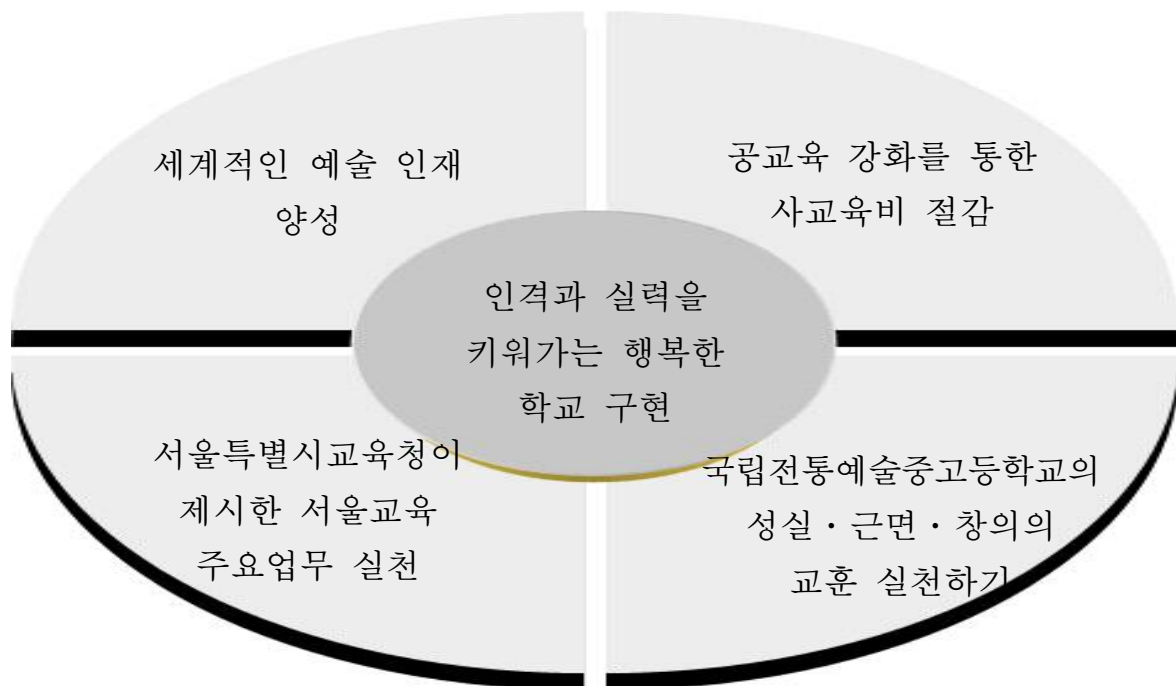 세계적인 예술 인재
양성
공교육 강화를 통한
사교육비 절감
인격과 실력을
키워가는 행복한
학교 구현
서울특별시교육청이
제시한 서울교육
주요업무 실천
국립전통예술중고등학교의
성실·근면·창의의
교훈 실천하기